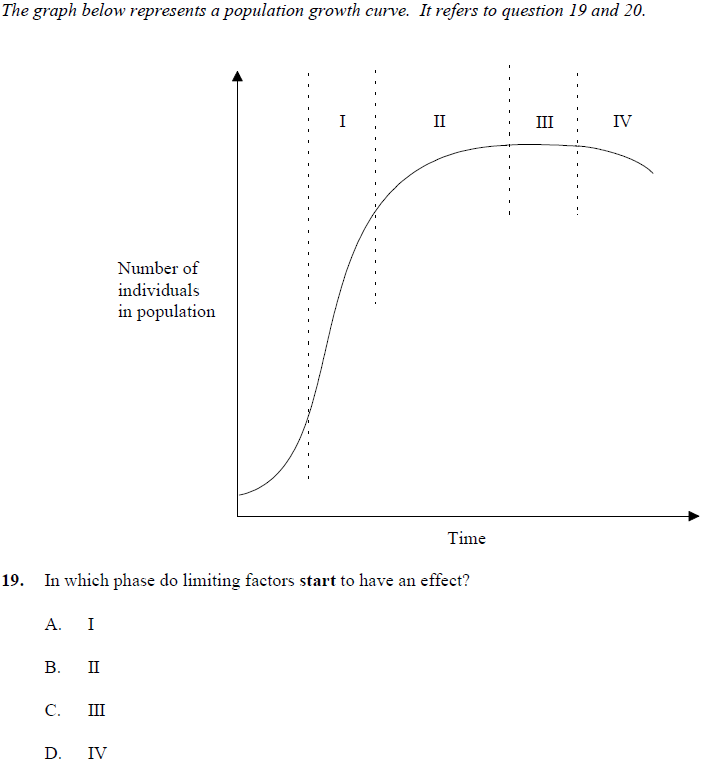 The graph below represents a population growth curve. It refers to question 19 and 20.
I II III IV
Number of
individuals
in population
Time
19. In which phase do limiting factors start to have an effect?
A. I
B. II
C. III
D. IV